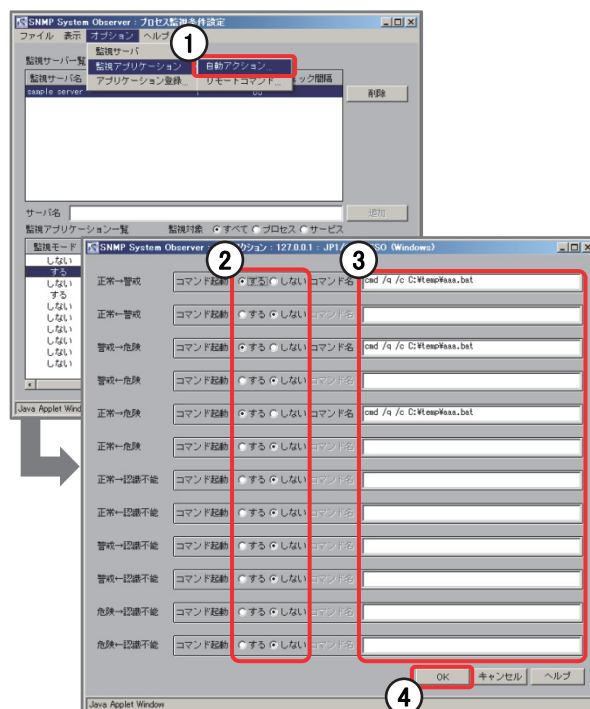 SNMP System Observer : プロセス監視条件設定
ファイル 表示 オプション ヘルプ
1
監視サーバ
監視サーバー覧
監視アプリケーション 自動アクション...
監視サーバ名 アプリケーション登録... リモートコマンド... ック間隔
sample server 60
削除
サーバ名 追加
監視アプリケーション一覧 監視対象 すべて プロセス サービス
監視モード
しない
する
しない
する
しない
しない
しない
しない
しない
しない
Java Applet Wind
SNMP System Observer : クション : 127.0.0.1 : JP1/ SSO (Windows)
2
3
正常→警戒 コマンド起動 する しない コマンド名 cmd /q /c C:¥temp¥aaa.bat
正常←警戒 コマンド起動 する しない コマンド名
警戒→危険 コマンド起動 する しない コマンド名 cmd /q /c C:¥temp¥aaa.bat
警戒←危険 コマンド起動 する しない コマンド名
正常→危険 コマンド起動 する しない コマンド名 cmd /q /c C:¥temp¥aaa.bat
正常←危険 コマンド起動 する しない コマンド名
正常→認識不能 コマンド起動 する しない コマンド名
正常←認識不能 コマンド起動 する しない コマンド名
警戒→認識不能 コマンド起動 する しない コマンド名
警戒←認識不能 コマンド起動 する しない コマンド名
危険→認識不能 コマンド起動 する しない コマンド名
危険←認識不能 コマンド起動 する しない コマンド名
OK キャンセル ヘルプ
4
Java Applet Window